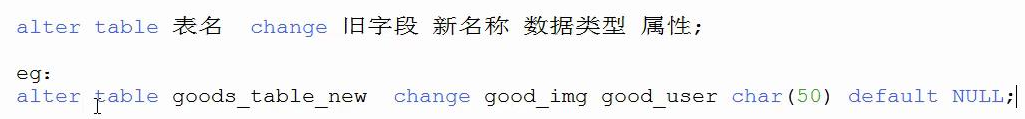 alter table 表名 change 旧字段 新名称 数据类型 属性;
eg:
alter table goods_table_new change good_img good_user char(50) default NULL;